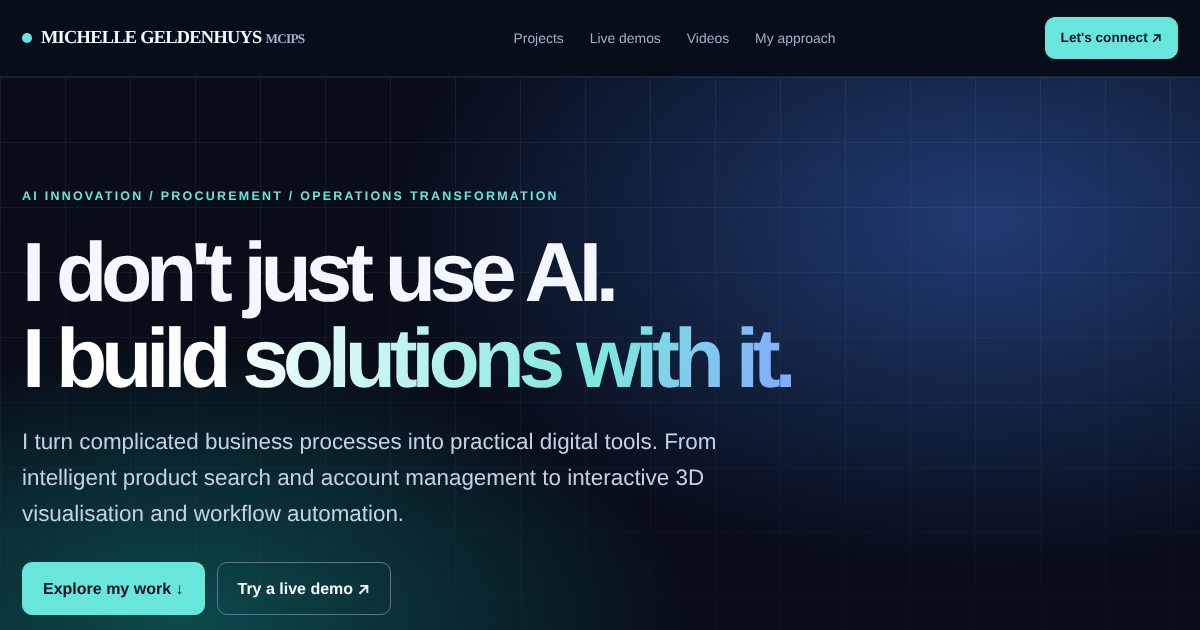 MICHELLE GELDENHUYS MCIPS
Projects
Live demos
Videos
My approach
Let's connect ↗
AI INNOVATION / PROCUREMENT / OPERATIONS TRANSFORMATION
I don't just use AI.
I build solutions with it.
I turn complicated business processes into practical digital tools. From
intelligent product search and account management to interactive 3D
visualisation and workflow automation.
Explore my work ↓
Try a live demo ↗